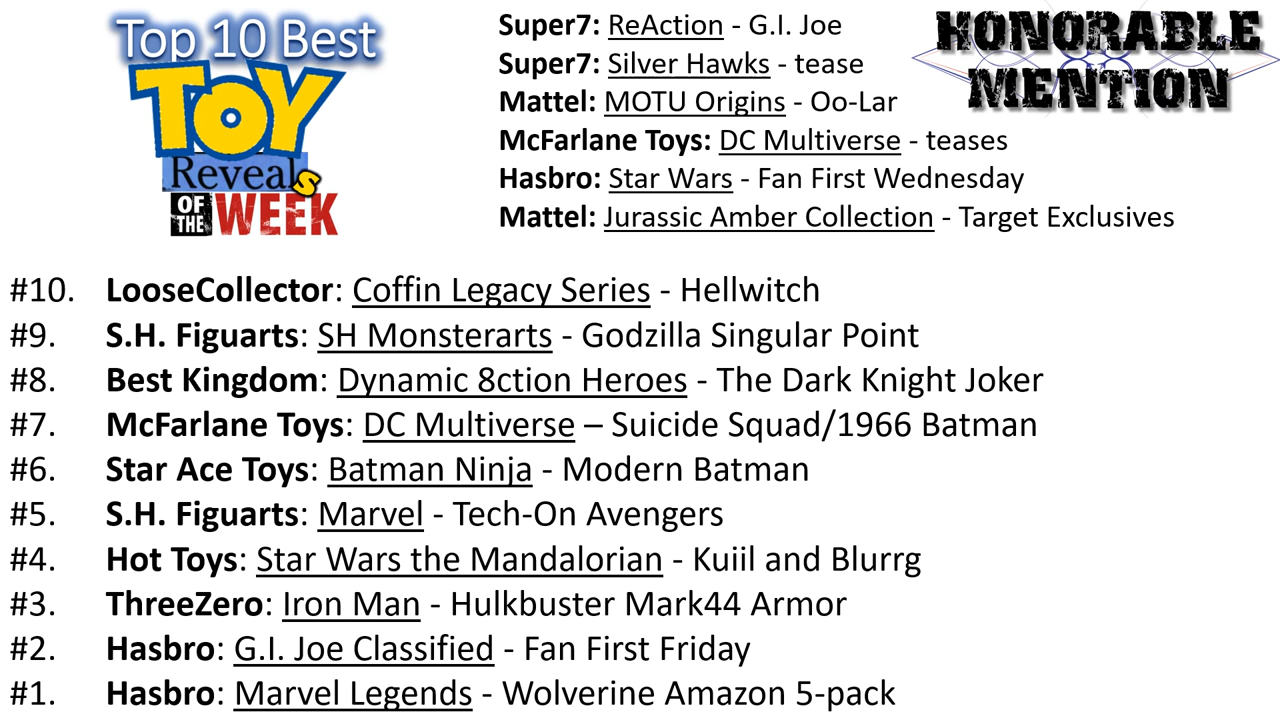 Top 10 Best
TOY
Reveals
OF THE WEEK
Super7: ReAction - G.I. Joe
Super7: Silver Hawks - tease
Mattel: MOTU Origins - Oo-Lar
McFarlane Toys: DC Multiverse - teases
Hasbro: Star Wars - Fan First Wednesday
Mattel: Jurassic Amber Collection - Target Exclusives
HONORABLE
MENTION
#10. LooseCollector: Coffin Legacy Series - Hellwitch
#9. S.H. Figuarts: SH Monsterarts - Godzilla Singular Point
#8. Best Kingdom: Dynamic 8ction Heroes - The Dark Knight Joker
#7. McFarlane Toys: DC Multiverse – Suicide Squad/1966 Batman
#6. Star Ace Toys: Batman Ninja - Modern Batman
#5. S.H. Figuarts: Marvel - Tech-On Avengers
#4. Hot Toys: Star Wars the Mandalorian - Kuiil and Blurrg
#3. ThreeZero: Iron Man - Hulkbuster Mark44 Armor
#2. Hasbro: G.I. Joe Classified - Fan First Friday
#1. Hasbro: Marvel Legends - Wolverine Amazon 5-pack